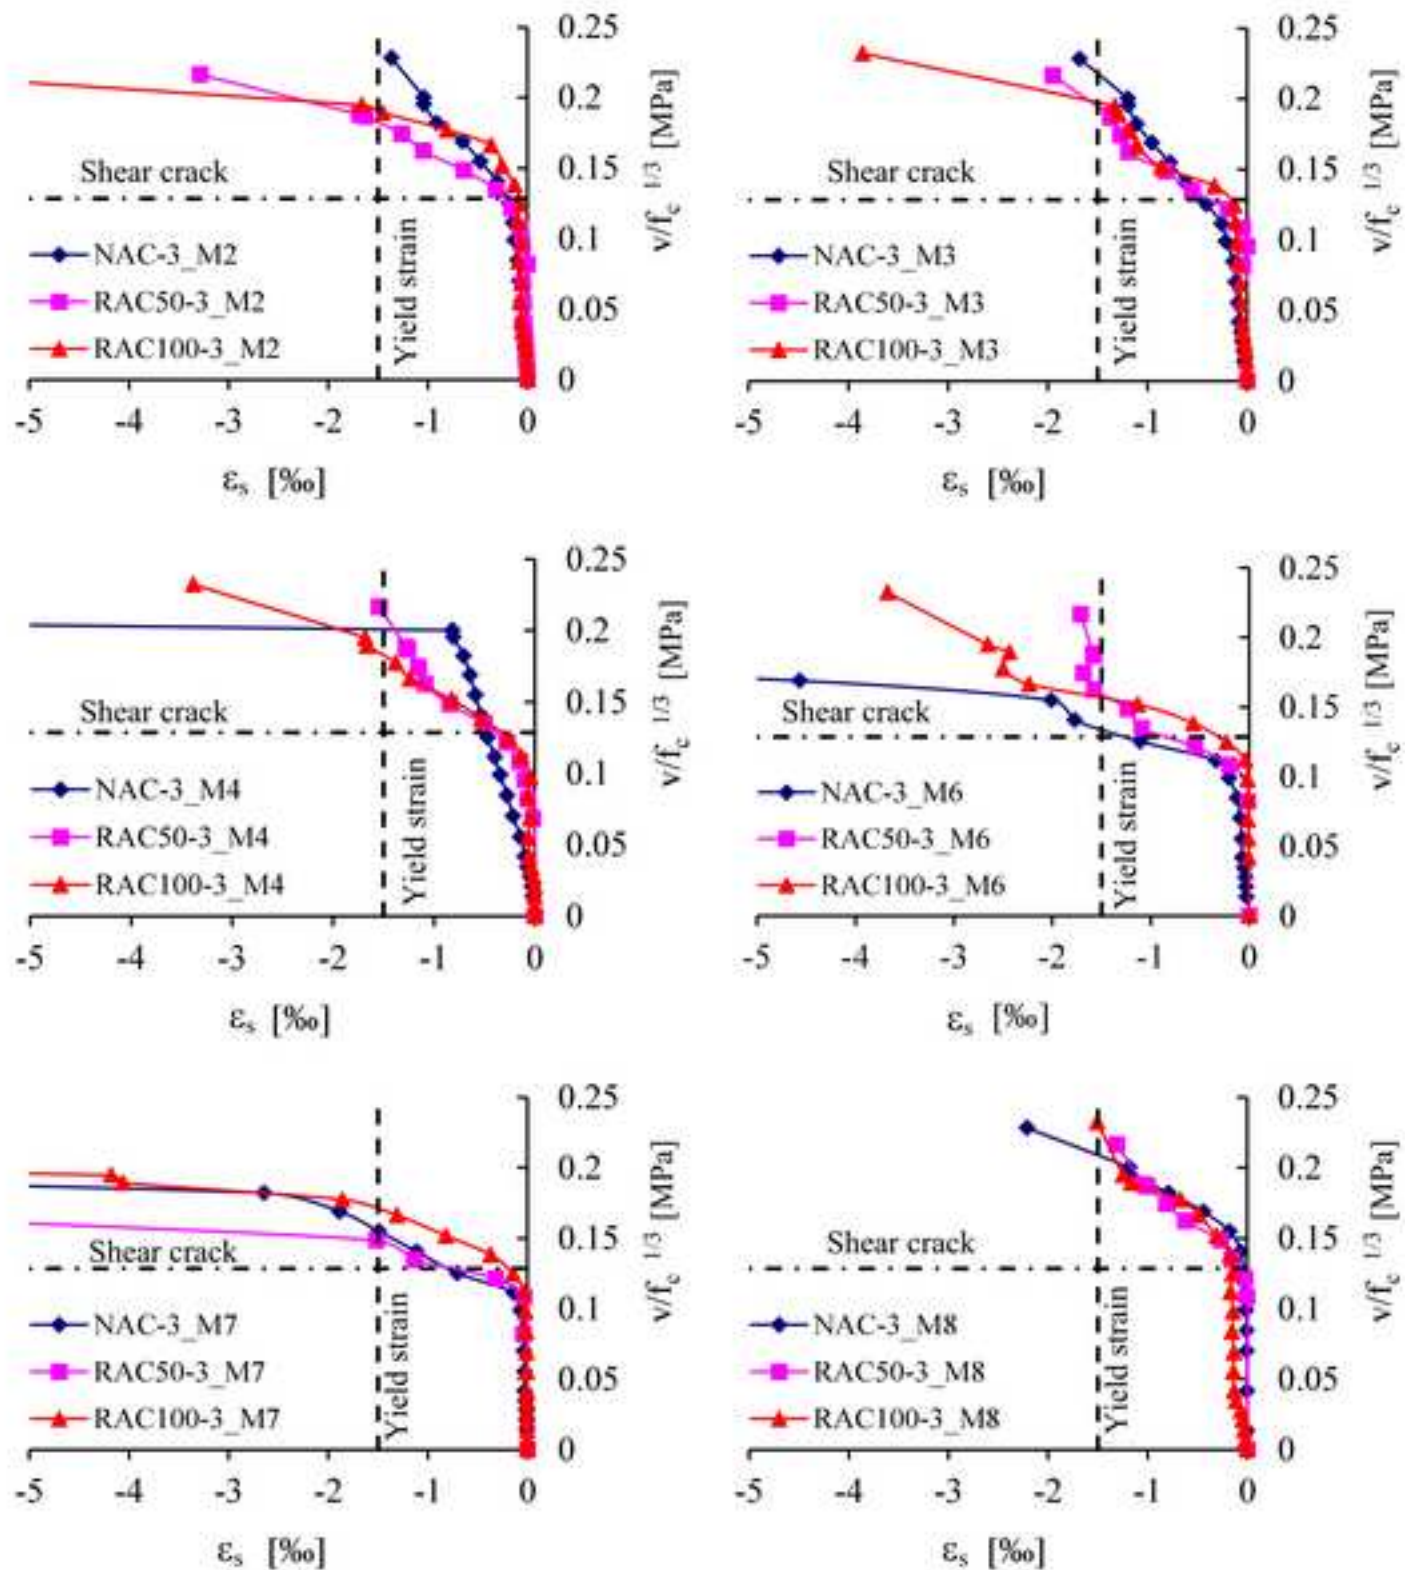 0.25
0.2
0.15
0.1
0.05
0
v/f_c ^1/3 [MPa]
Shear crack
Yield strain
NAC-3_M2
RAC50-3_M2
RAC100-3_M2
-5 -4 -3 -2 -1 0
ε_s [‰]
0.25
0.2
0.15
0.1
0.05
0
v/f_c ^1/3 [MPa]
Shear crack
Yield strain
NAC-3_M3
RAC50-3_M3
RAC100-3_M3
-5 -4 -3 -2 -1 0
ε_s [‰]
0.25
0.2
0.15
0.1
0.05
0
v/f_c ^1/3 [MPa]
Shear crack
Yield strain
NAC-3_M4
RAC50-3_M4
RAC100-3_M4
-5 -4 -3 -2 -1 0
ε_s [‰]
0.25
0.2
0.15
0.1
0.05
0
v/f_c ^1/3 [MPa]
Shear crack
Yield strain
NAC-3_M6
RAC50-3_M6
RAC100-3_M6
-5 -4 -3 -2 -1 0
ε_s [‰]
0.25
0.2
0.15
0.1
0.05
0
v/f_c ^1/3 [MPa]
Shear crack
Yield strain
NAC-3_M7
RAC50-3_M7
RAC100-3_M7
-5 -4 -3 -2 -1 0
ε_s [‰]
0.25
0.2
0.15
0.1
0.05
0
v/f_c ^1/3 [MPa]
Shear crack
Yield strain
NAC-3_M8
RAC50-3_M8
RAC100-3_M8
-5 -4 -3 -2 -1 0
ε_s [‰]